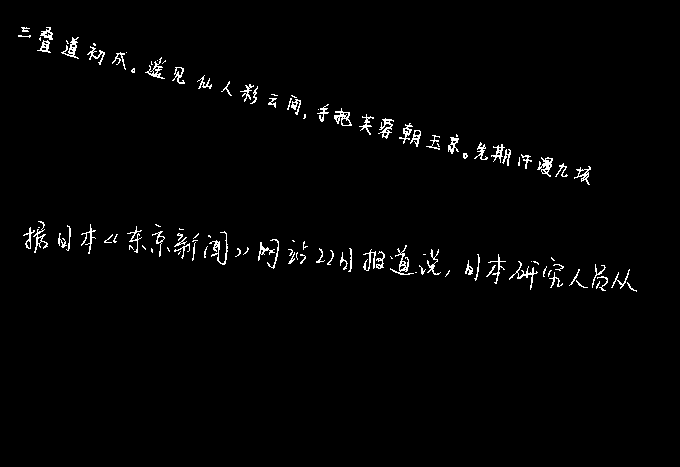 三叠道初成。遥见仙人彩云间,手把芙蓉朝玉京。先期汗漫九垓
据日本《东京新闻》网站22日报道说,日本研究人员从